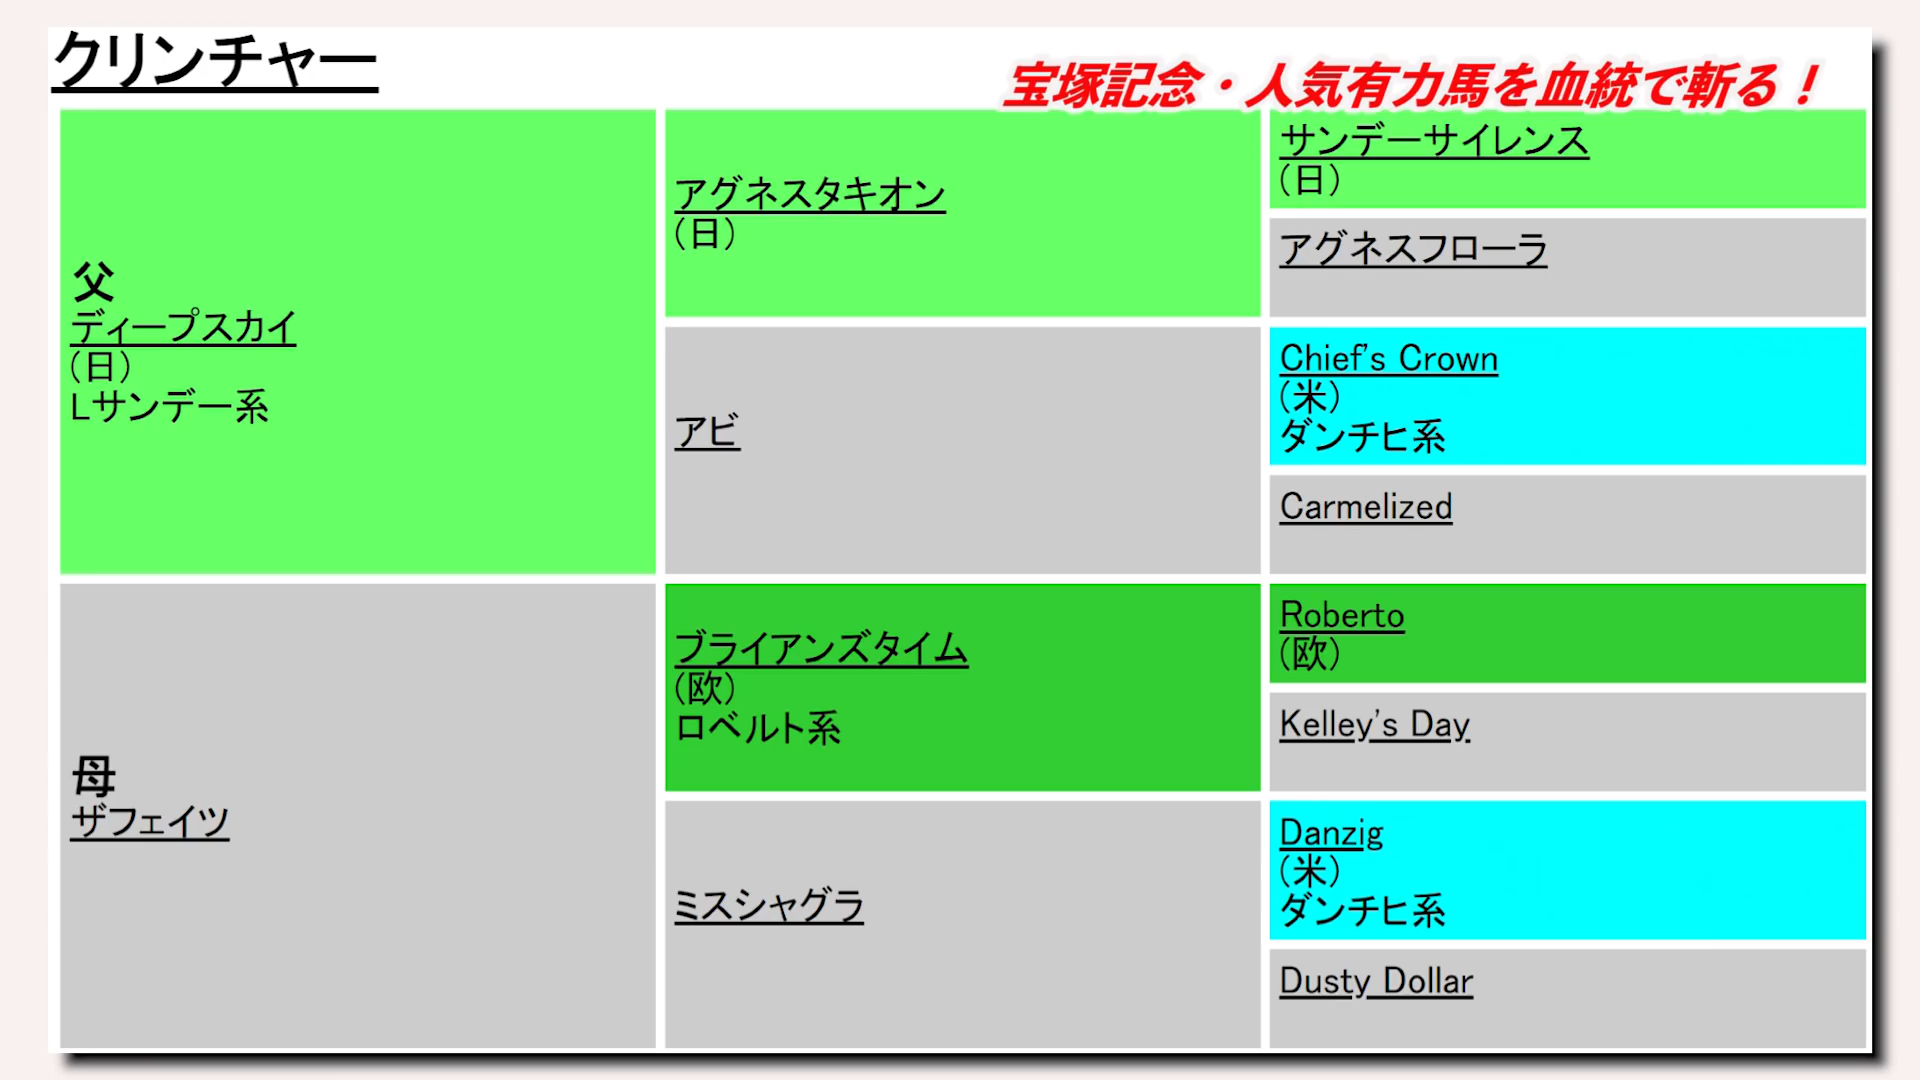 クリンチャー
宝塚記念・人気有力馬を血統で斬る！
父
ディープスカイ
(日)
Lサンデー系
アグネスタキオン
(日)
サンデーサイレンス
(日)
アグネスフローラ
アビ
Chief's Crown
(米)
ダンチヒ系
Carmelized
母
ザフェイツ
ブライアンズタイム
(欧)
ロベルト系
Roberto
(欧)
Kelley's Day
ミスシャグラ
Danzig
(米)
ダンチヒ系
Dusty Dollar